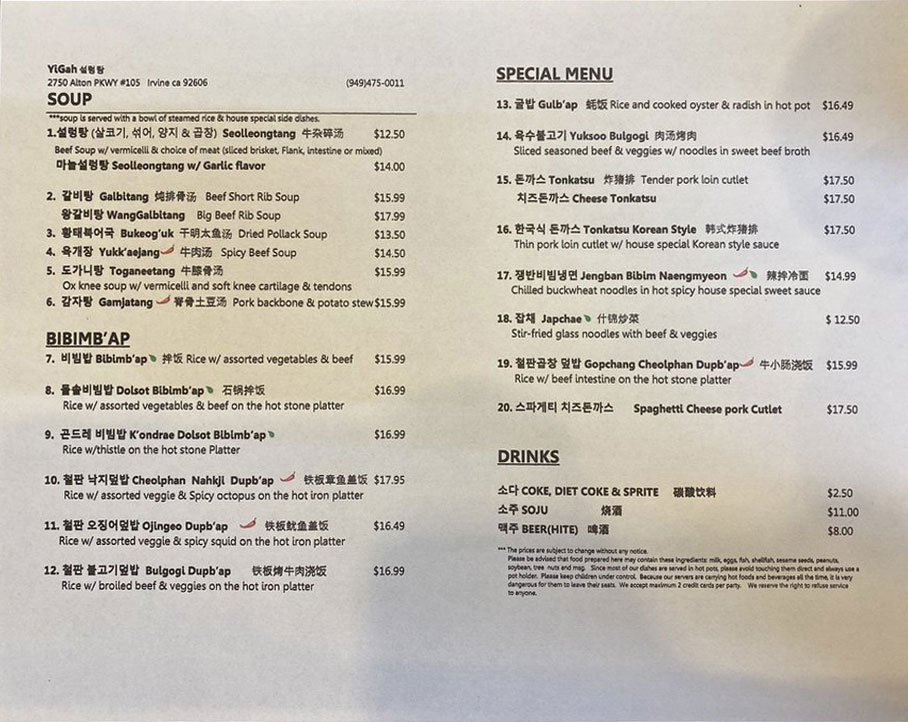 YiGah 설렁탕
2750 Alton PKWY #105 Irvine ca 92606 (949)475-0011
SOUP
***soup is served with a bowl of steamed rice & house special side dishes.
1.설렁탕 (살코기, 섞어, 양지 & 곱창) Seolleongtang 牛杂碎汤 $12.50
Beef Soup w/ vermicelli & choice of meat (sliced brisket, Flank, intestine or mixed)
마늘설렁탕 Seolleongtang w/ Garlic flavor $14.00
2. 갈비탕 Galbitang 炖排骨汤 Beef Short Rib Soup $15.99
왕갈비탕 WangGalbitang Big Beef Rib Soup $17.99
3. 황태북어국 Bukeog'uk 干明太鱼汤 Dried Pollack Soup $13.50
4. 육개장 Yukk'aejang 牛肉汤 Spicy Beef Soup $14.50
5. 도가니탕 Toganeetang 牛膝骨汤 $15.99
Ox knee soup w/ vermicelli and soft knee cartilage & tendons
6. 감자탕 Gamjatang 脊骨土豆汤 Pork backbone & potato stew $15.99
BIBIMB'AP
7. 비빔밥 Bibimb'ap 拌饭 Rice w/ assorted vegetables & beef $15.99
8. 돌솥비빔밥 Dolsot Bibimb'ap 石锅拌饭 $16.99
Rice w/ assorted vegetables & beef on the hot stone platter
9. 곤드레 비빔밥 K'ondrae Dolsot Bibimb'ap $16.99
Rice w/thistle on the hot stone Platter
10. 철판 낙지덮밥 Cheolphan Nahkji Dupb'ap 铁板章鱼盖饭 $17.95
Rice w/ assorted veggie & Spicy octopus on the hot iron platter
11. 철판 오징어덮밥 Ojingeo Dupb'ap 铁板鱿鱼盖饭 $16.49
Rice w/ assorted veggie & spicy squid on the hot iron platter
12. 철판 불고기덮밥 Bulgogi Dupb'ap 铁板烤牛肉浇饭 $16.99
Rice w/ broiled beef & veggies on the hot iron platter
SPECIAL MENU
13. 굴밥 Gulb'ap 蚝饭 Rice and cooked oyster & radish in hot pot $16.49
14. 육수불고기 Yuksoo Bulgogi 肉汤烤肉 $16.49
Sliced seasoned beef & veggies w/ noodles in sweet beef broth
15. 돈까스 Tonkatsu 炸猪排 Tender pork loin cutlet $17.50
치즈돈까스 Cheese Tonkatsu $17.50
16. 한국식 돈까스 Tonkatsu Korean Style 韩式炸猪排 $17.50
Thin pork loin cutlet w/ house special Korean style sauce
17. 쟁반비빔냉면 Jengban Bibim Naengmyeon 辣拌冷面 $14.99
Chilled buckwheat noodles in hot spicy house special sweet sauce
18. 잡채 Japchae 什锦炒菜 $ 12.50
Stir-fried glass noodles with beef & veggies
19. 철판곱창 덮밥 Gopchang Cheolphan Dupb'ap 牛小肠浇饭 $15.99
Rice w/ beef intestine on the hot stone platter
20. 스파게티 치즈돈까스 Spaghetti Cheese pork Cutlet $17.50
DRINKS
소다 COKE, DIET COKE & SPRITE 碳酸饮料 $2.50
소주 SOJU 烧酒 $11.00
맥주 BEER(HITE) 啤酒 $8.00
*** The prices are subject to change without any notice.
Please be advised that food prepared here may contain these ingredients: milk, eggs, fish, shellfish, sesame seeds, peanuts,
soybean, tree nuts and msg. Since most of our dishes are served in hot pots, please avoid touching them direct and always use a
pot holder. Please keep children under control. Because our servers are carrying hot foods and beverages all the time, it is very
dangerous for them to leave their seats. We accept maximum 2 credit cards per party. We reserve the right to refuse service
to anyone.